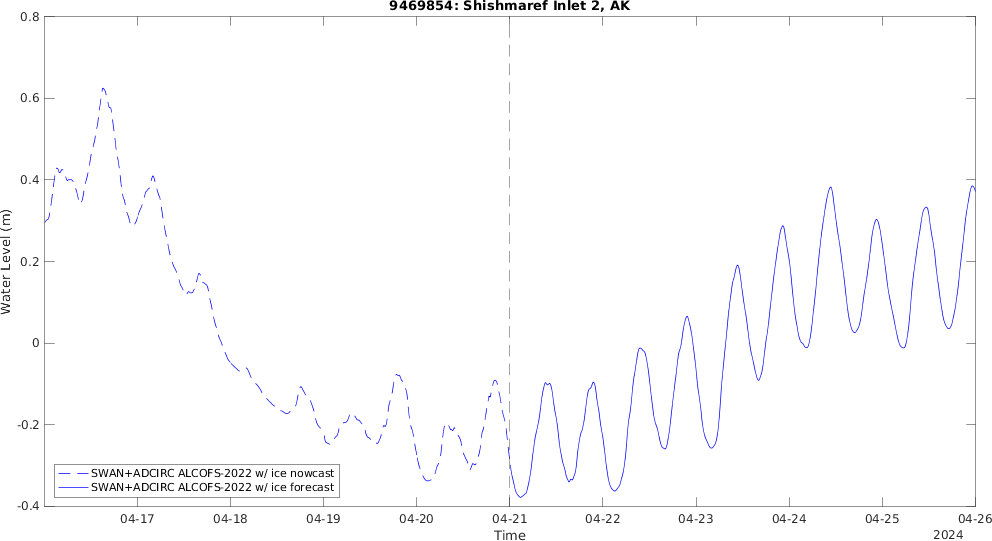 9469854: Shishmaref Inlet 2, AK
0.8
0.6
0.4
0.2
0
-0.2
-0.4
Water Level (m)
SWAN+ADCIRC ALCOFS-2022 w/ ice nowcast
SWAN+ADCIRC ALCOFS-2022 w/ ice forecast
04-17 04-18 04-19 04-20 04-21 04-22 04-23 04-24 04-25 04-26
Time
2024